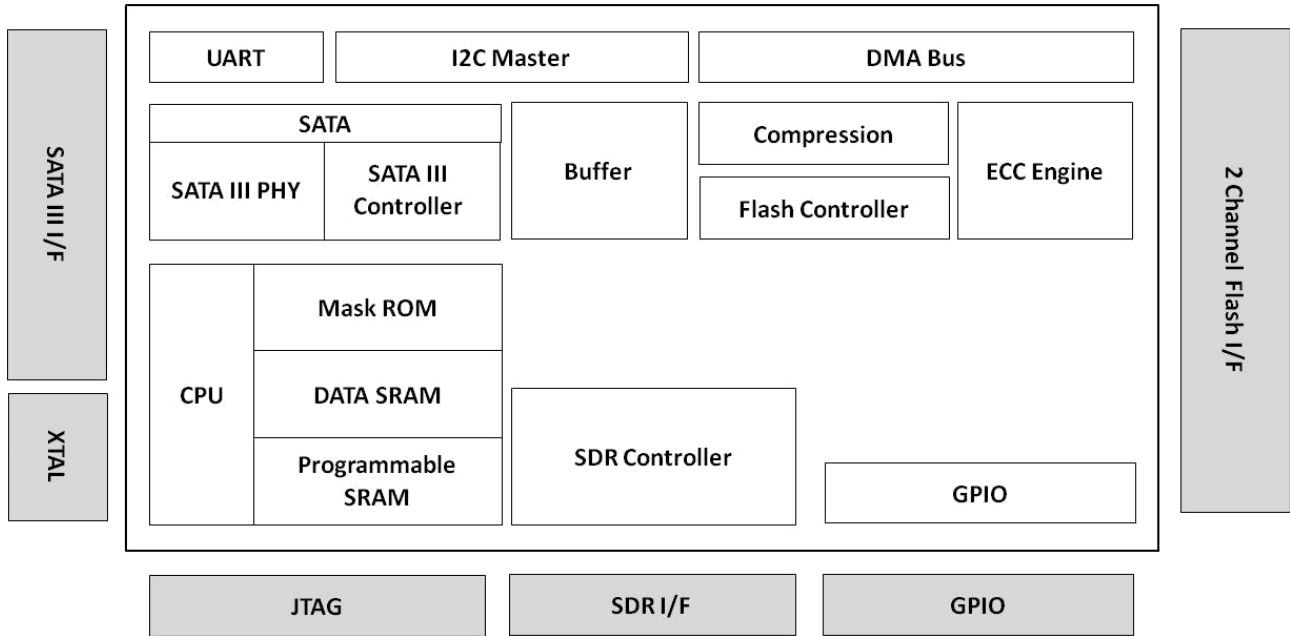 UART
I2C Master
DMA Bus
SATA III I/F
SATA
SATA III PHY
SATA III
Controller
Buffer
Compression
Flash Controller
ECC Engine
2 Channel Flash I/F
CPU
Mask ROM
DATA SRAM
Programmable
SRAM
SDR Controller
GPIO
XTAL
JTAG
SDR I/F
GPIO